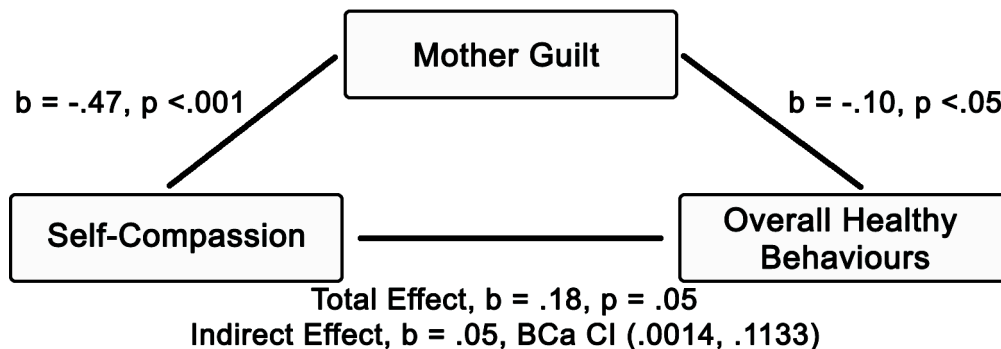 Mother Guilt
b = -.47, p <.001
b = -.10, p <.05
Self-Compassion
Overall Healthy
Behaviours
Total Effect, b = .18, p = .05
Indirect Effect, b = .05, BCa CI (.0014, .1133)